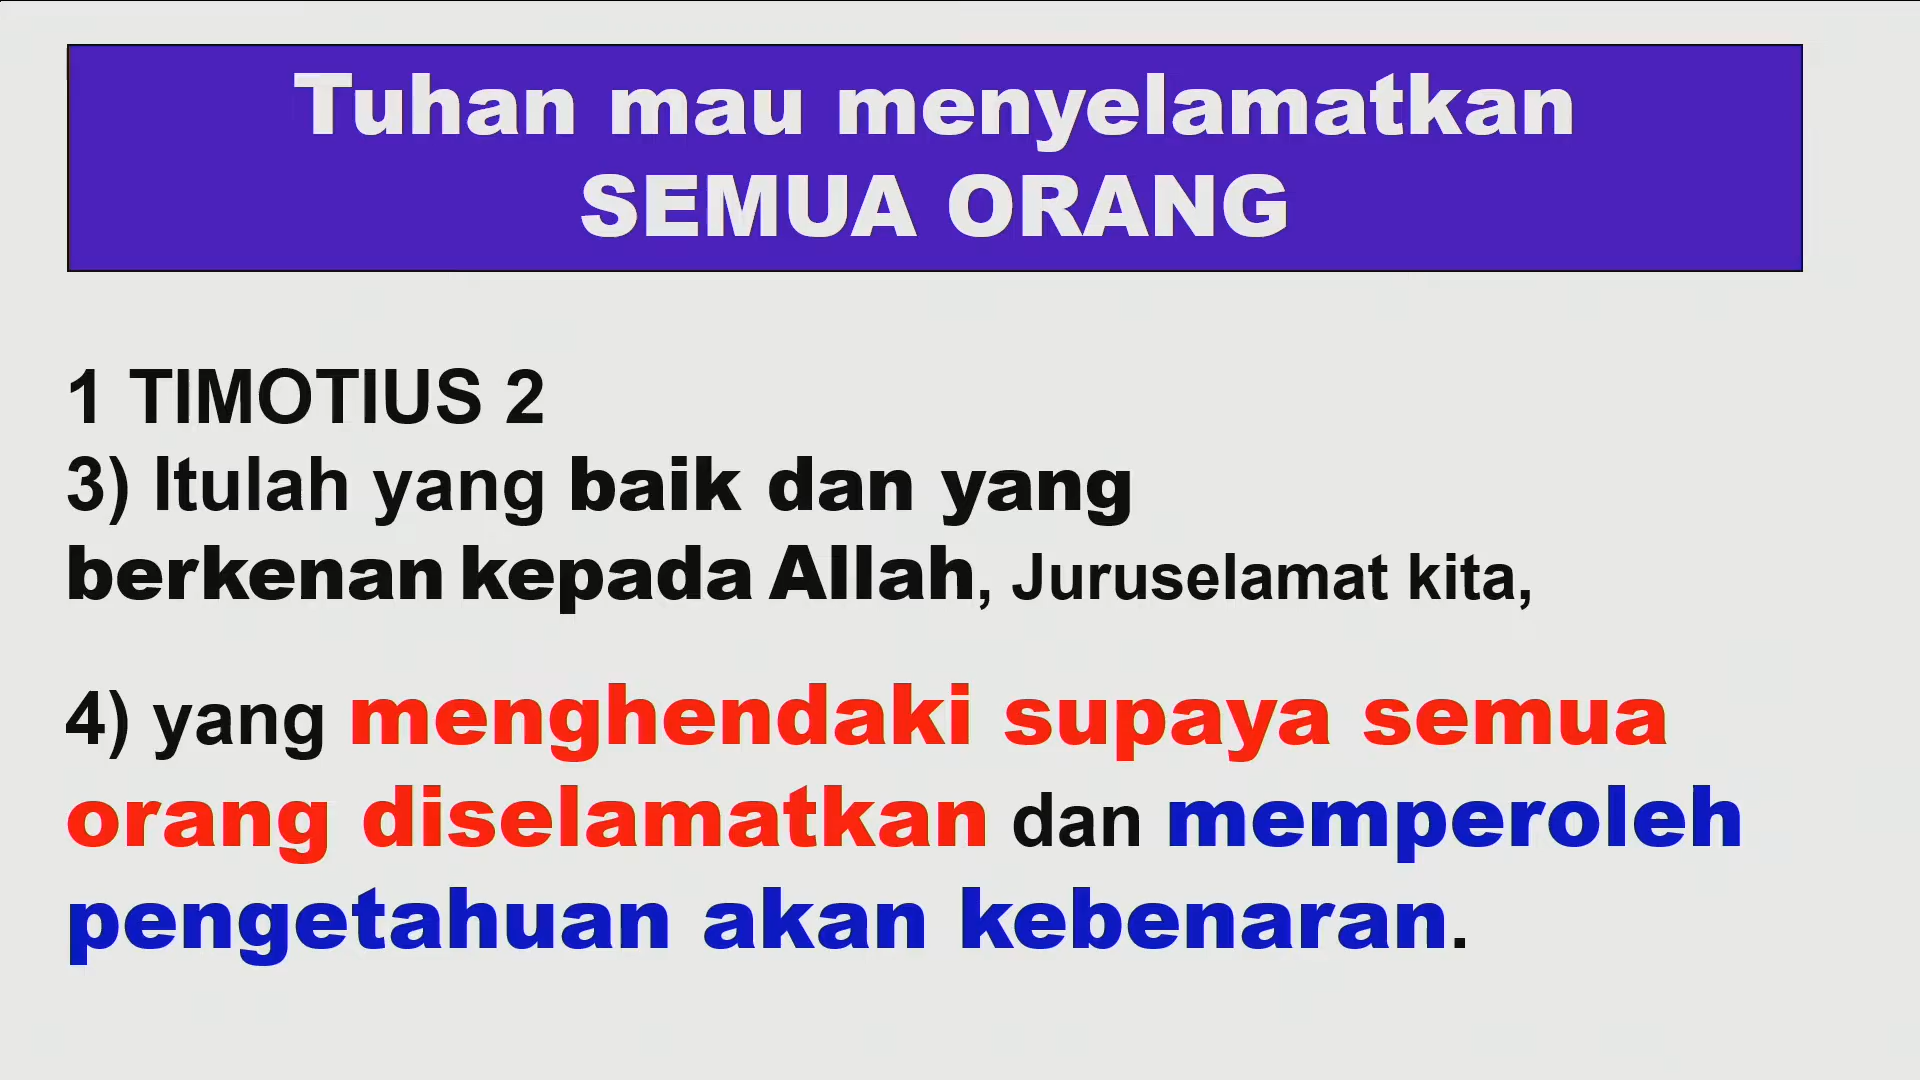 Tuhan mau menyelamatkan
SEMUA ORANG
1 TIMOTIUS 2
3) Itulah yang baik dan yang
berkenan kepada Allah, Juruselamat kita,
4) yang menghendaki supaya semua
orang diselamatkan dan memperoleh
pengetahuan akan kebenaran.